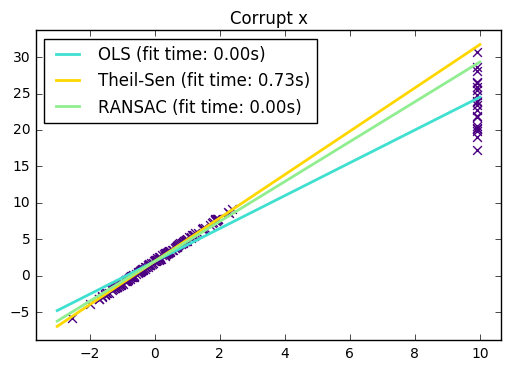 Corrupt x
OLS (fit time: 0.00s)
Theil-Sen (fit time: 0.73s)
RANSAC (fit time: 0.00s)
30
25
20
15
10
5
0
−5
−2 0 2 4 6 8 10